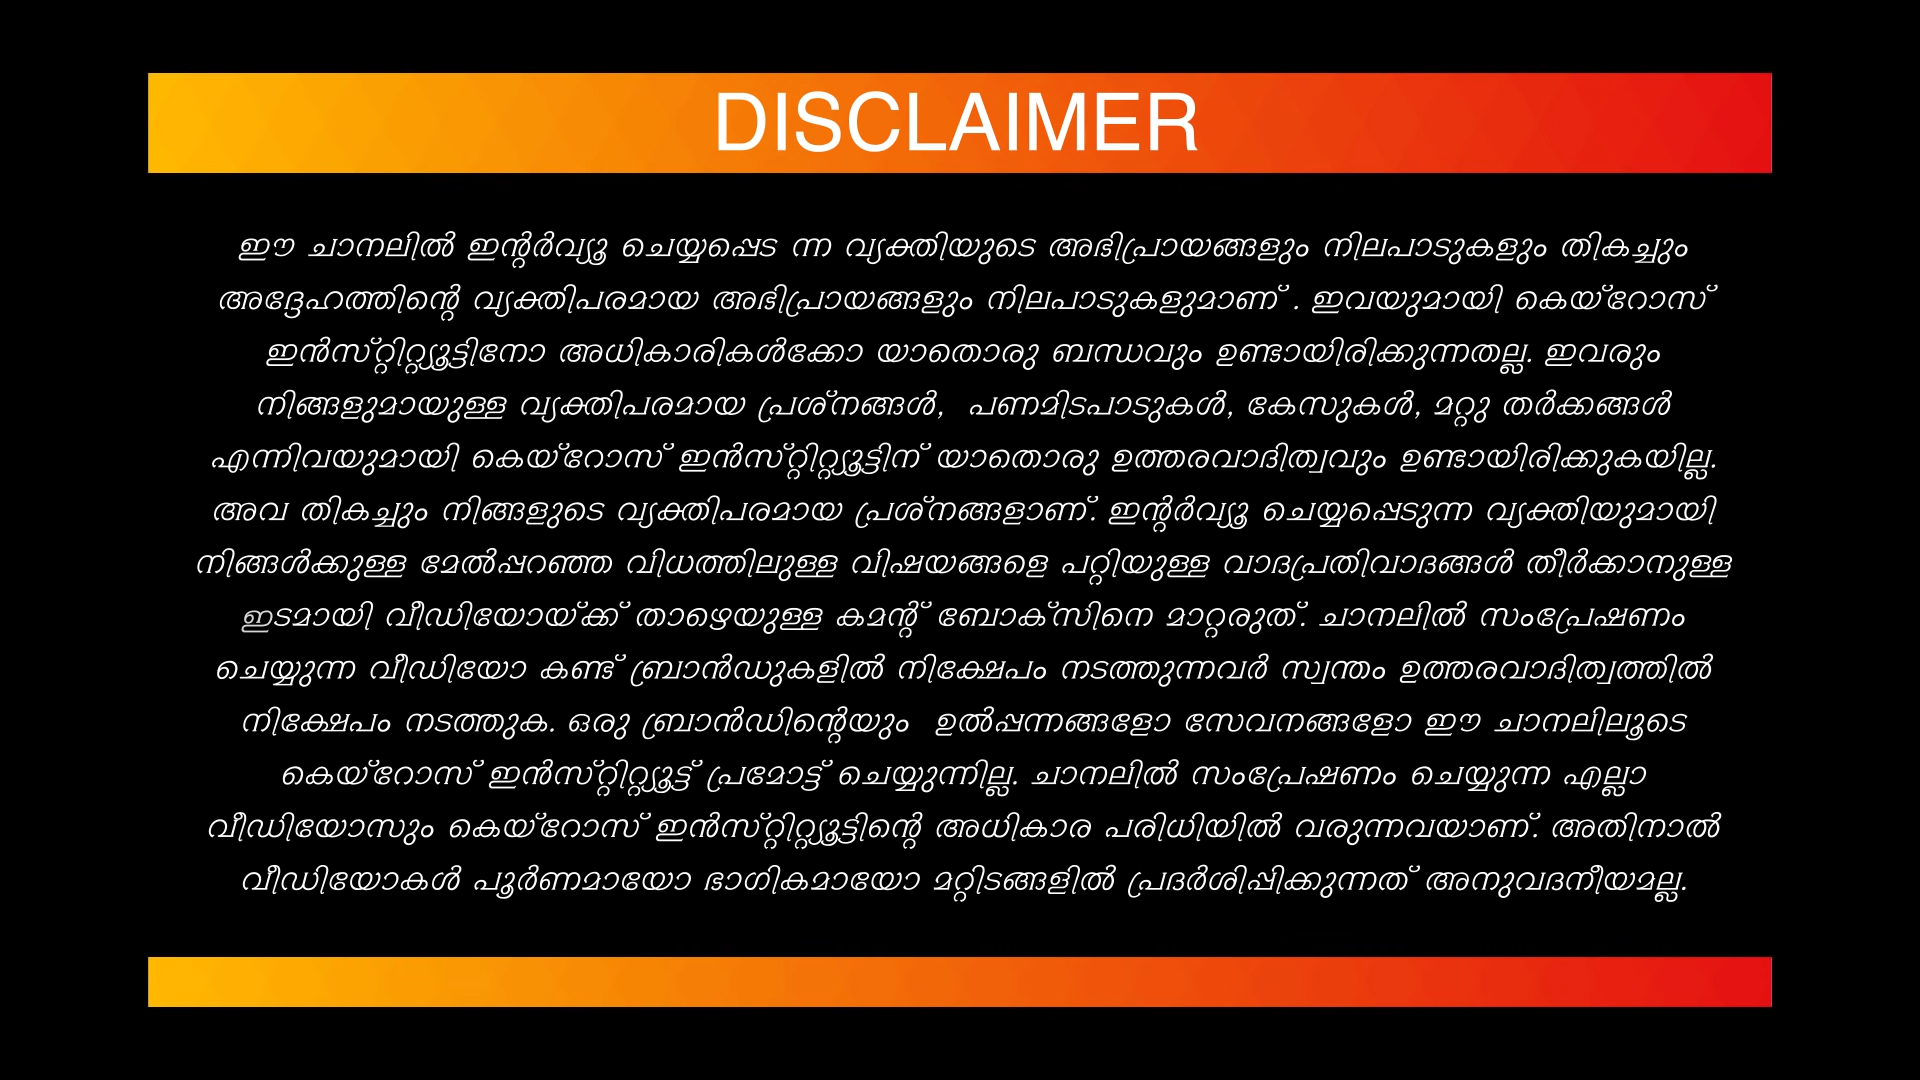 DISCLAIMER
ഈ ചാനലിൽ ഇന്റർവ്യൂ ചെയ്യപ്പെട ന്ന വ്യക്തിയുടെ അഭിപ്രായങ്ങളും നിലപാടുകളും തികച്ചും
അദ്ദേഹത്തിന്റെ വ്യക്തിപരമായ അഭിപ്രായങ്ങളും നിലപാടുകളുമാണ് . ഇവയുമായി കെയ്റോസ്
ഇൻസ്റ്റിറ്റ്യൂട്ടിനോ അധികാരികൾക്കോ യാതൊരു ബന്ധവും ഉണ്ടായിരിക്കുന്നതല്ല. ഇവരും
നിങ്ങളുമായുള്ള വ്യക്തിപരമായ പ്രശ്നങ്ങൾ,  പണമിടപാടുകൾ, കേസുകൾ, മറ്റു തർക്കങ്ങൾ
എന്നിവയുമായി കെയ്റോസ് ഇൻസ്റ്റിറ്റ്യൂട്ടിന് യാതൊരു ഉത്തരവാദിത്വവും ഉണ്ടായിരിക്കുകയില്ല.
അവ തികച്ചും നിങ്ങളുടെ വ്യക്തിപരമായ പ്രശ്നങ്ങളാണ്. ഇന്റർവ്യൂ ചെയ്യപ്പെടുന്ന വ്യക്തിയുമായി
നിങ്ങൾക്കുള്ള മേൽപ്പറഞ്ഞ വിധത്തിലുള്ള വിഷയങ്ങളെ പറ്റിയുള്ള വാദപ്രതിവാദങ്ങൾ തീർക്കാനുള്ള
ഇടമായി വീഡിയോയ്ക്ക് താഴെയുള്ള കമന്റ് ബോക്സിനെ മാറ്റരുത്. ചാനലിൽ സംപ്രേഷണം
ചെയ്യുന്ന വീഡിയോ കണ്ട് ബ്രാൻഡുകളിൽ നിക്ഷേപം നടത്തുന്നവർ സ്വന്തം ഉത്തരവാദിത്വത്തിൽ
നിക്ഷേപം നടത്തുക. ഒരു ബ്രാൻഡിന്റെയും  ഉൽപ്പന്നങ്ങളോ സേവനങ്ങളോ ഈ ചാനലിലൂടെ
കെയ്റോസ് ഇൻസ്റ്റിറ്റ്യൂട്ട് പ്രമോട്ട് ചെയ്യുന്നില്ല. ചാനലിൽ സംപ്രേഷണം ചെയ്യുന്ന എല്ലാ
വീഡിയോസും കെയ്റോസ് ഇൻസ്റ്റിറ്റ്യൂട്ടിന്റെ അധികാര പരിധിയിൽ വരുന്നവയാണ്. അതിനാൽ
വീഡിയോകൾ പൂർണമായോ ഭാഗികമായോ മറ്റിടങ്ങളിൽ പ്രദർശിപ്പിക്കുന്നത് അനുവദനീയമല്ല.